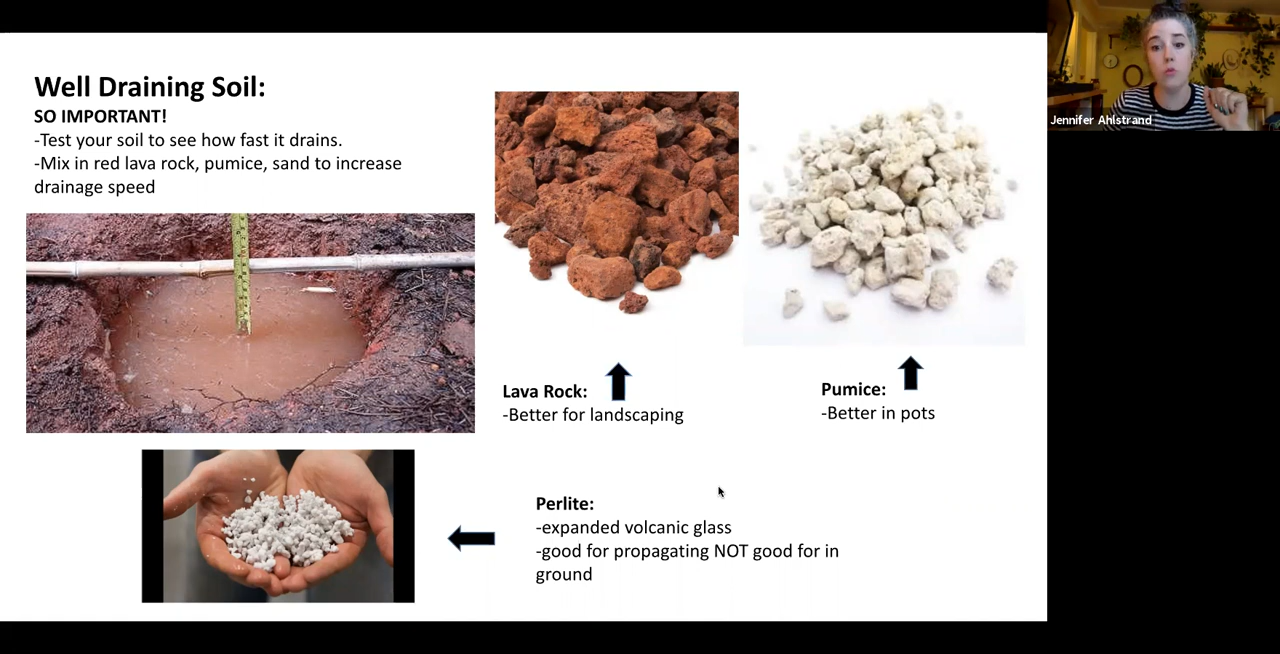 Well Draining Soil:
SO IMPORTANT!
-Test your soil to see how fast it drains.
-Mix in red lava rock, pumice, sand to increase
drainage speed
Lava Rock:
-Better for landscaping
Pumice:
-Better in pots
Perlite:
-expanded volcanic glass
-good for propagating NOT good for in
ground
Jennifer Ahlstrand